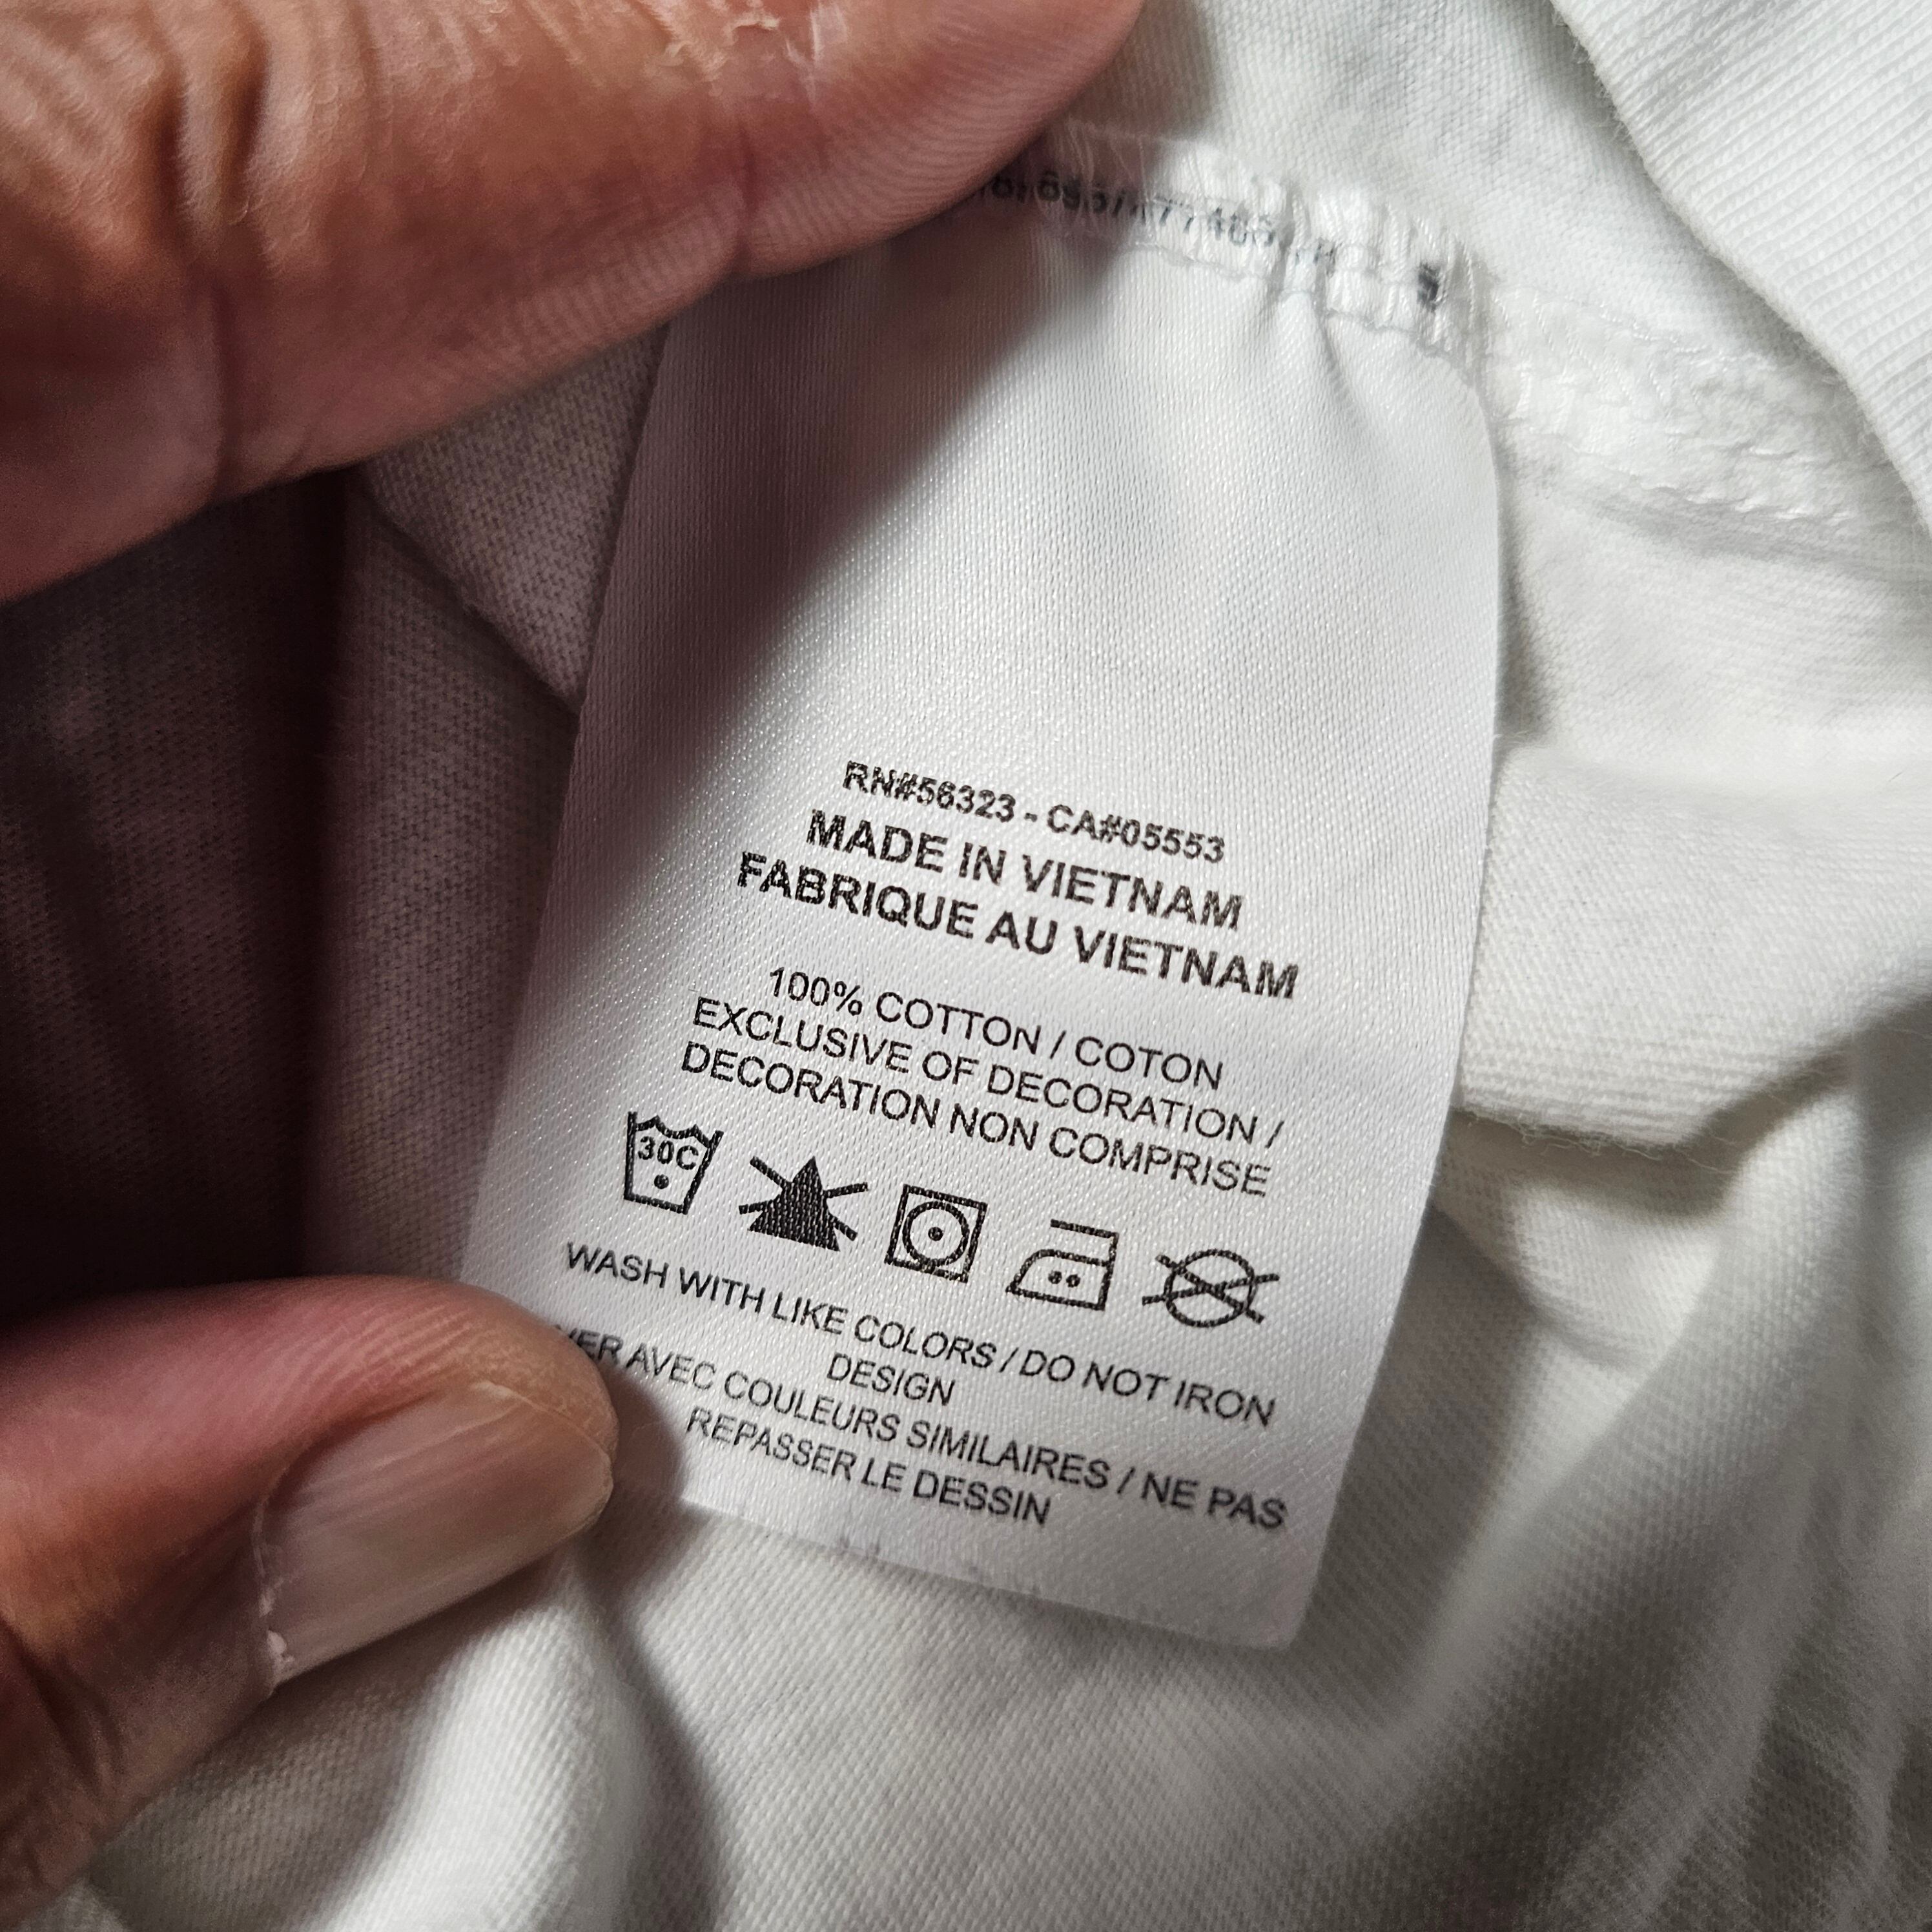 RN#56323 - CA#05553
MADE IN VIETNAM
FABRIQUE AU VIETNAM
100% COTTON / COTON
EXCLUSIVE OF DECORATION /
DECORATION NON COMPRISE
30C
WASH WITH LIKE COLORS / DO NOT IRON
DESIGN
AVEC COULEURS SIMILAIRES / NE PAS
REPASSER LE DESSIN